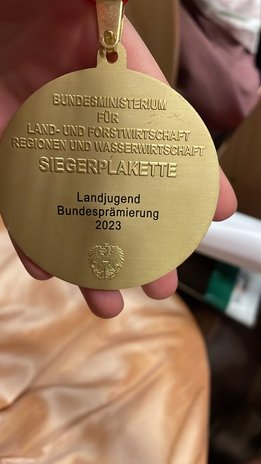 BUNDESMINISTERIUM
FÜR
LAND- UND FORSTWIRTSCHAFT
REGIONEN UND WASSERWIRTSCHAFT
SIEGERPLAKETTE
Landjugend
Bundesprämierung
2023